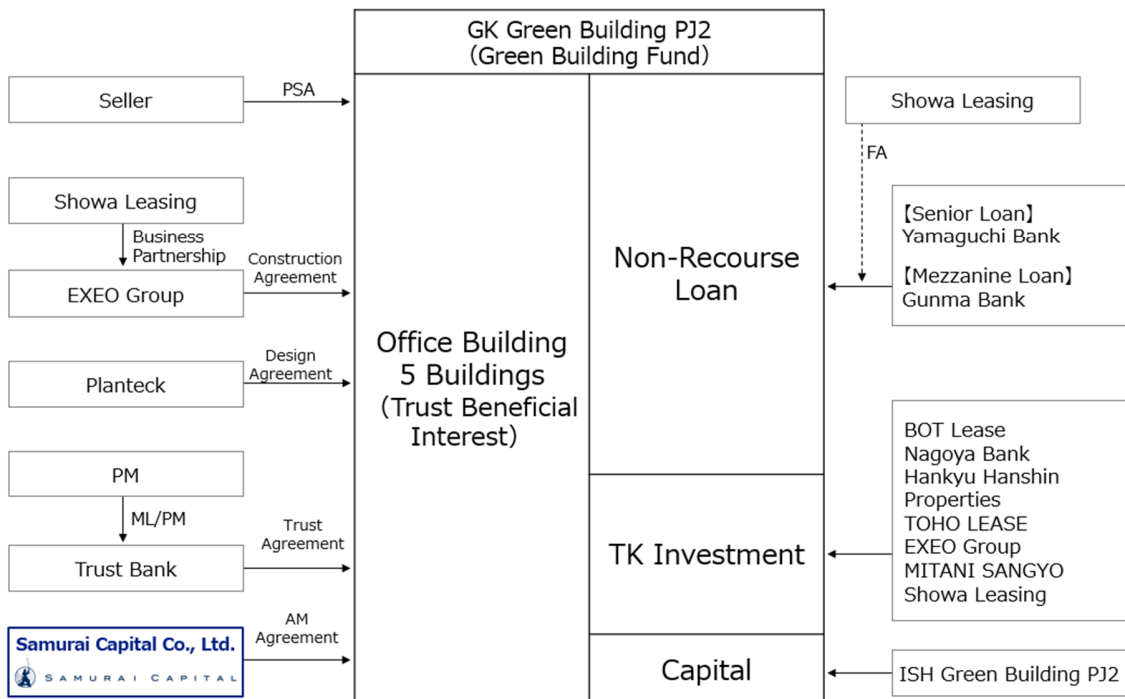 GK Green Building PJ2
（Green Building Fund）
Seller
PSA
Showa Leasing
Business
Partnership
EXEO Group
Construction
Agreement
Planteck
Design
Agreement
PM
ML/PM
Trust Bank
Trust
Agreement
Samurai Capital Co., Ltd.
SAMURAI CAPITAL
AM
Agreement
Office Building
5 Buildings
（Trust Beneficial
Interest）
Non-Recourse
Loan
TK Investment
Capital
Showa Leasing
FA
【Senior Loan】
Yamaguchi Bank
【Mezzanine Loan】
Gunma Bank
BOT Lease
Nagoya Bank
Hankyu Hanshin
Properties
TOHO LEASE
EXEO Group
MITANI SANGYO
Showa Leasing
ISH Green Building PJ2